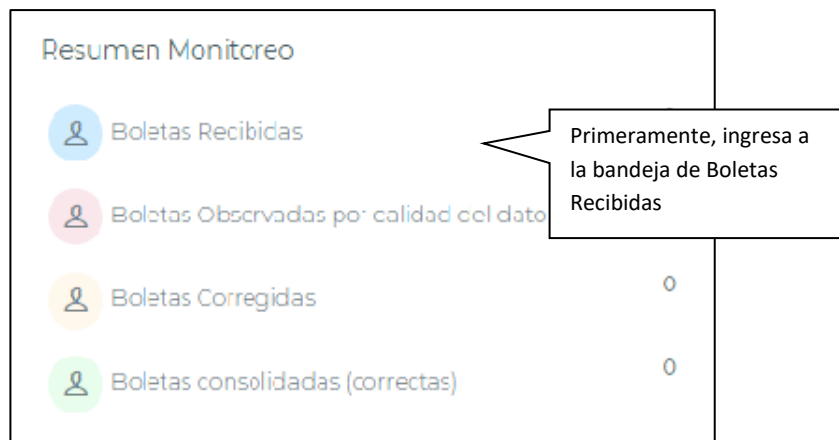 Resumen Monitoreo
Boletas Recibidas
Primeramente, ingresa a
la bandeja de Boletas
Recibidas
Boletas Observadas por calidad del dato
Boletas Corregidas 0
Boletas consolidadas (correctas) 0